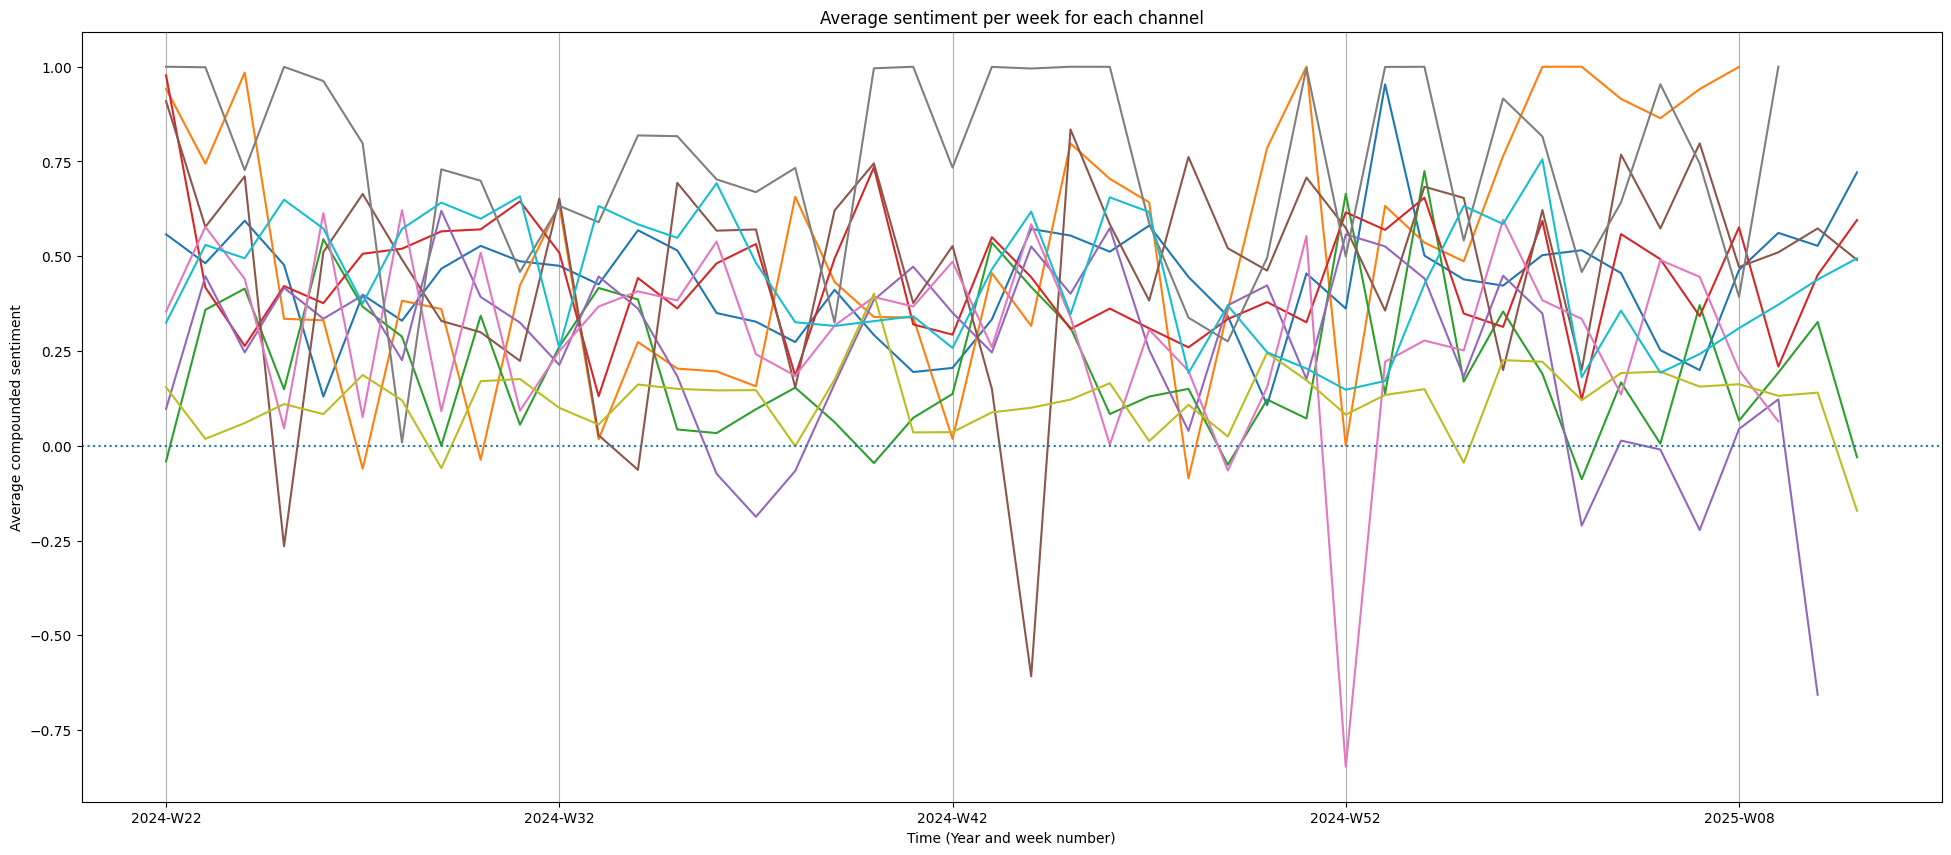 Average sentiment per week for each channel
1.00
0.75
0.50
0.25
0.00
−0.25
−0.50
−0.75
Average compounded sentiment
2024-W22
2024-W32
2024-W42
2024-W52
2025-W08
Time (Year and week number)